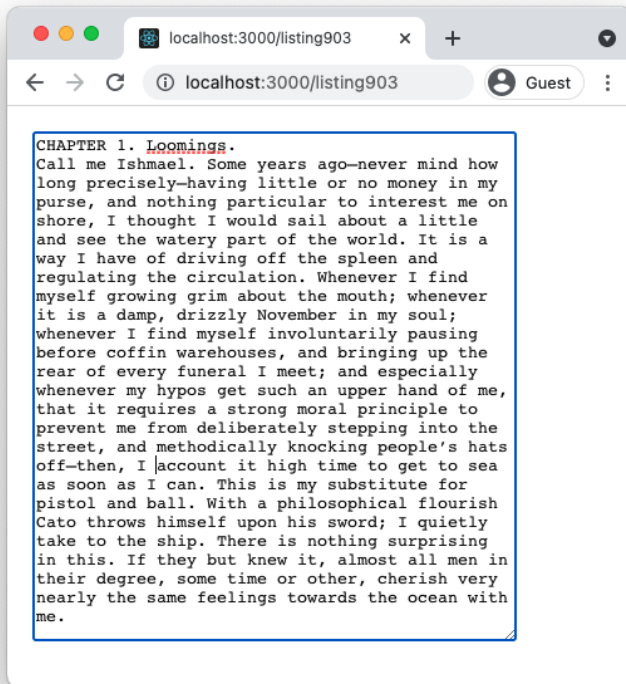 localhost:3000/listing903
localhost:3000/listing903
Guest
CHAPTER 1. Loomings.
Call me Ishmael. Some years ago—never mind how
long precisely—having little or no money in my
purse, and nothing particular to interest me on
shore, I thought I would sail about a little
and see the watery part of the world. It is a
way I have of driving off the spleen and
regulating the circulation. Whenever I find
myself growing grim about the mouth; whenever
it is a damp, drizzly November in my soul;
whenever I find myself involuntarily pausing
before coffin warehouses, and bringing up the
rear of every funeral I meet; and especially
whenever my hypos get such an upper hand of me,
that it requires a strong moral principle to
prevent me from deliberately stepping into the
street, and methodically knocking people’s hats
off—then, I account it high time to get to sea
as soon as I can. This is my substitute for
pistol and ball. With a philosophical flourish
Cato throws himself upon his sword; I quietly
take to the ship. There is nothing surprising
in this. If they but knew it, almost all men in
their degree, some time or other, cherish very
nearly the same feelings towards the ocean with
me.